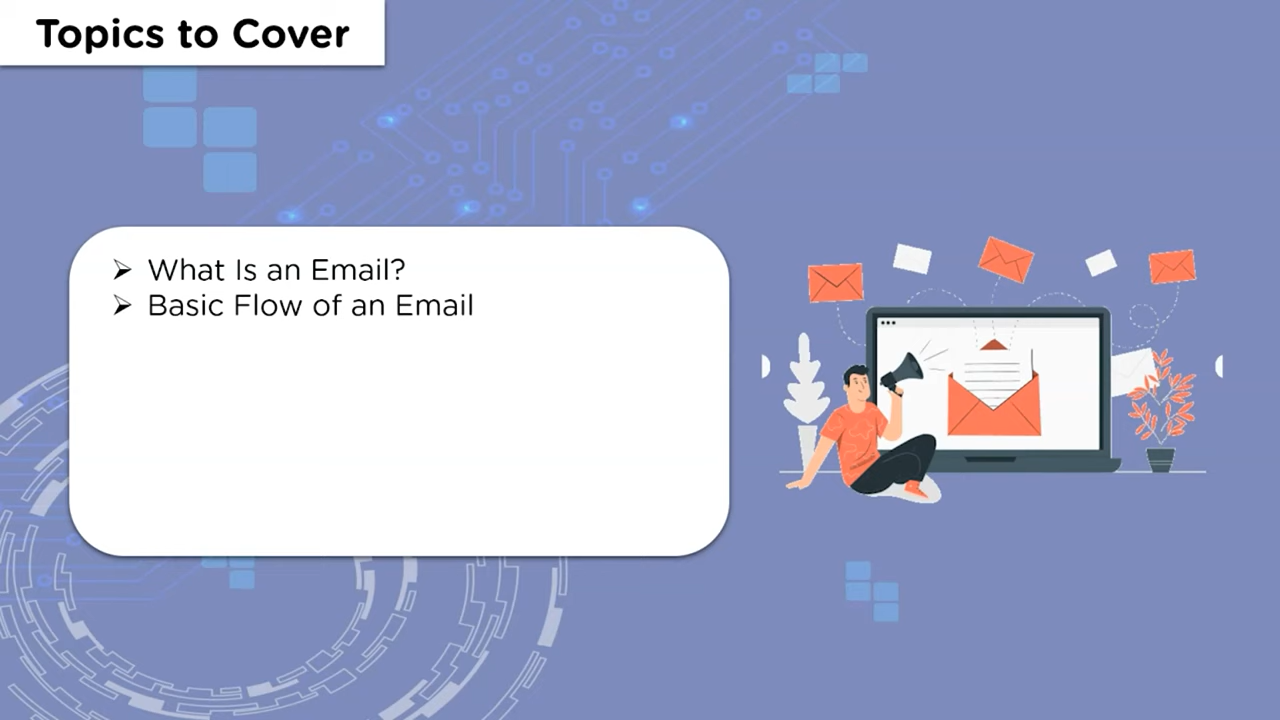 Topics to Cover
➢ What Is an Email?
➢ Basic Flow of an Email